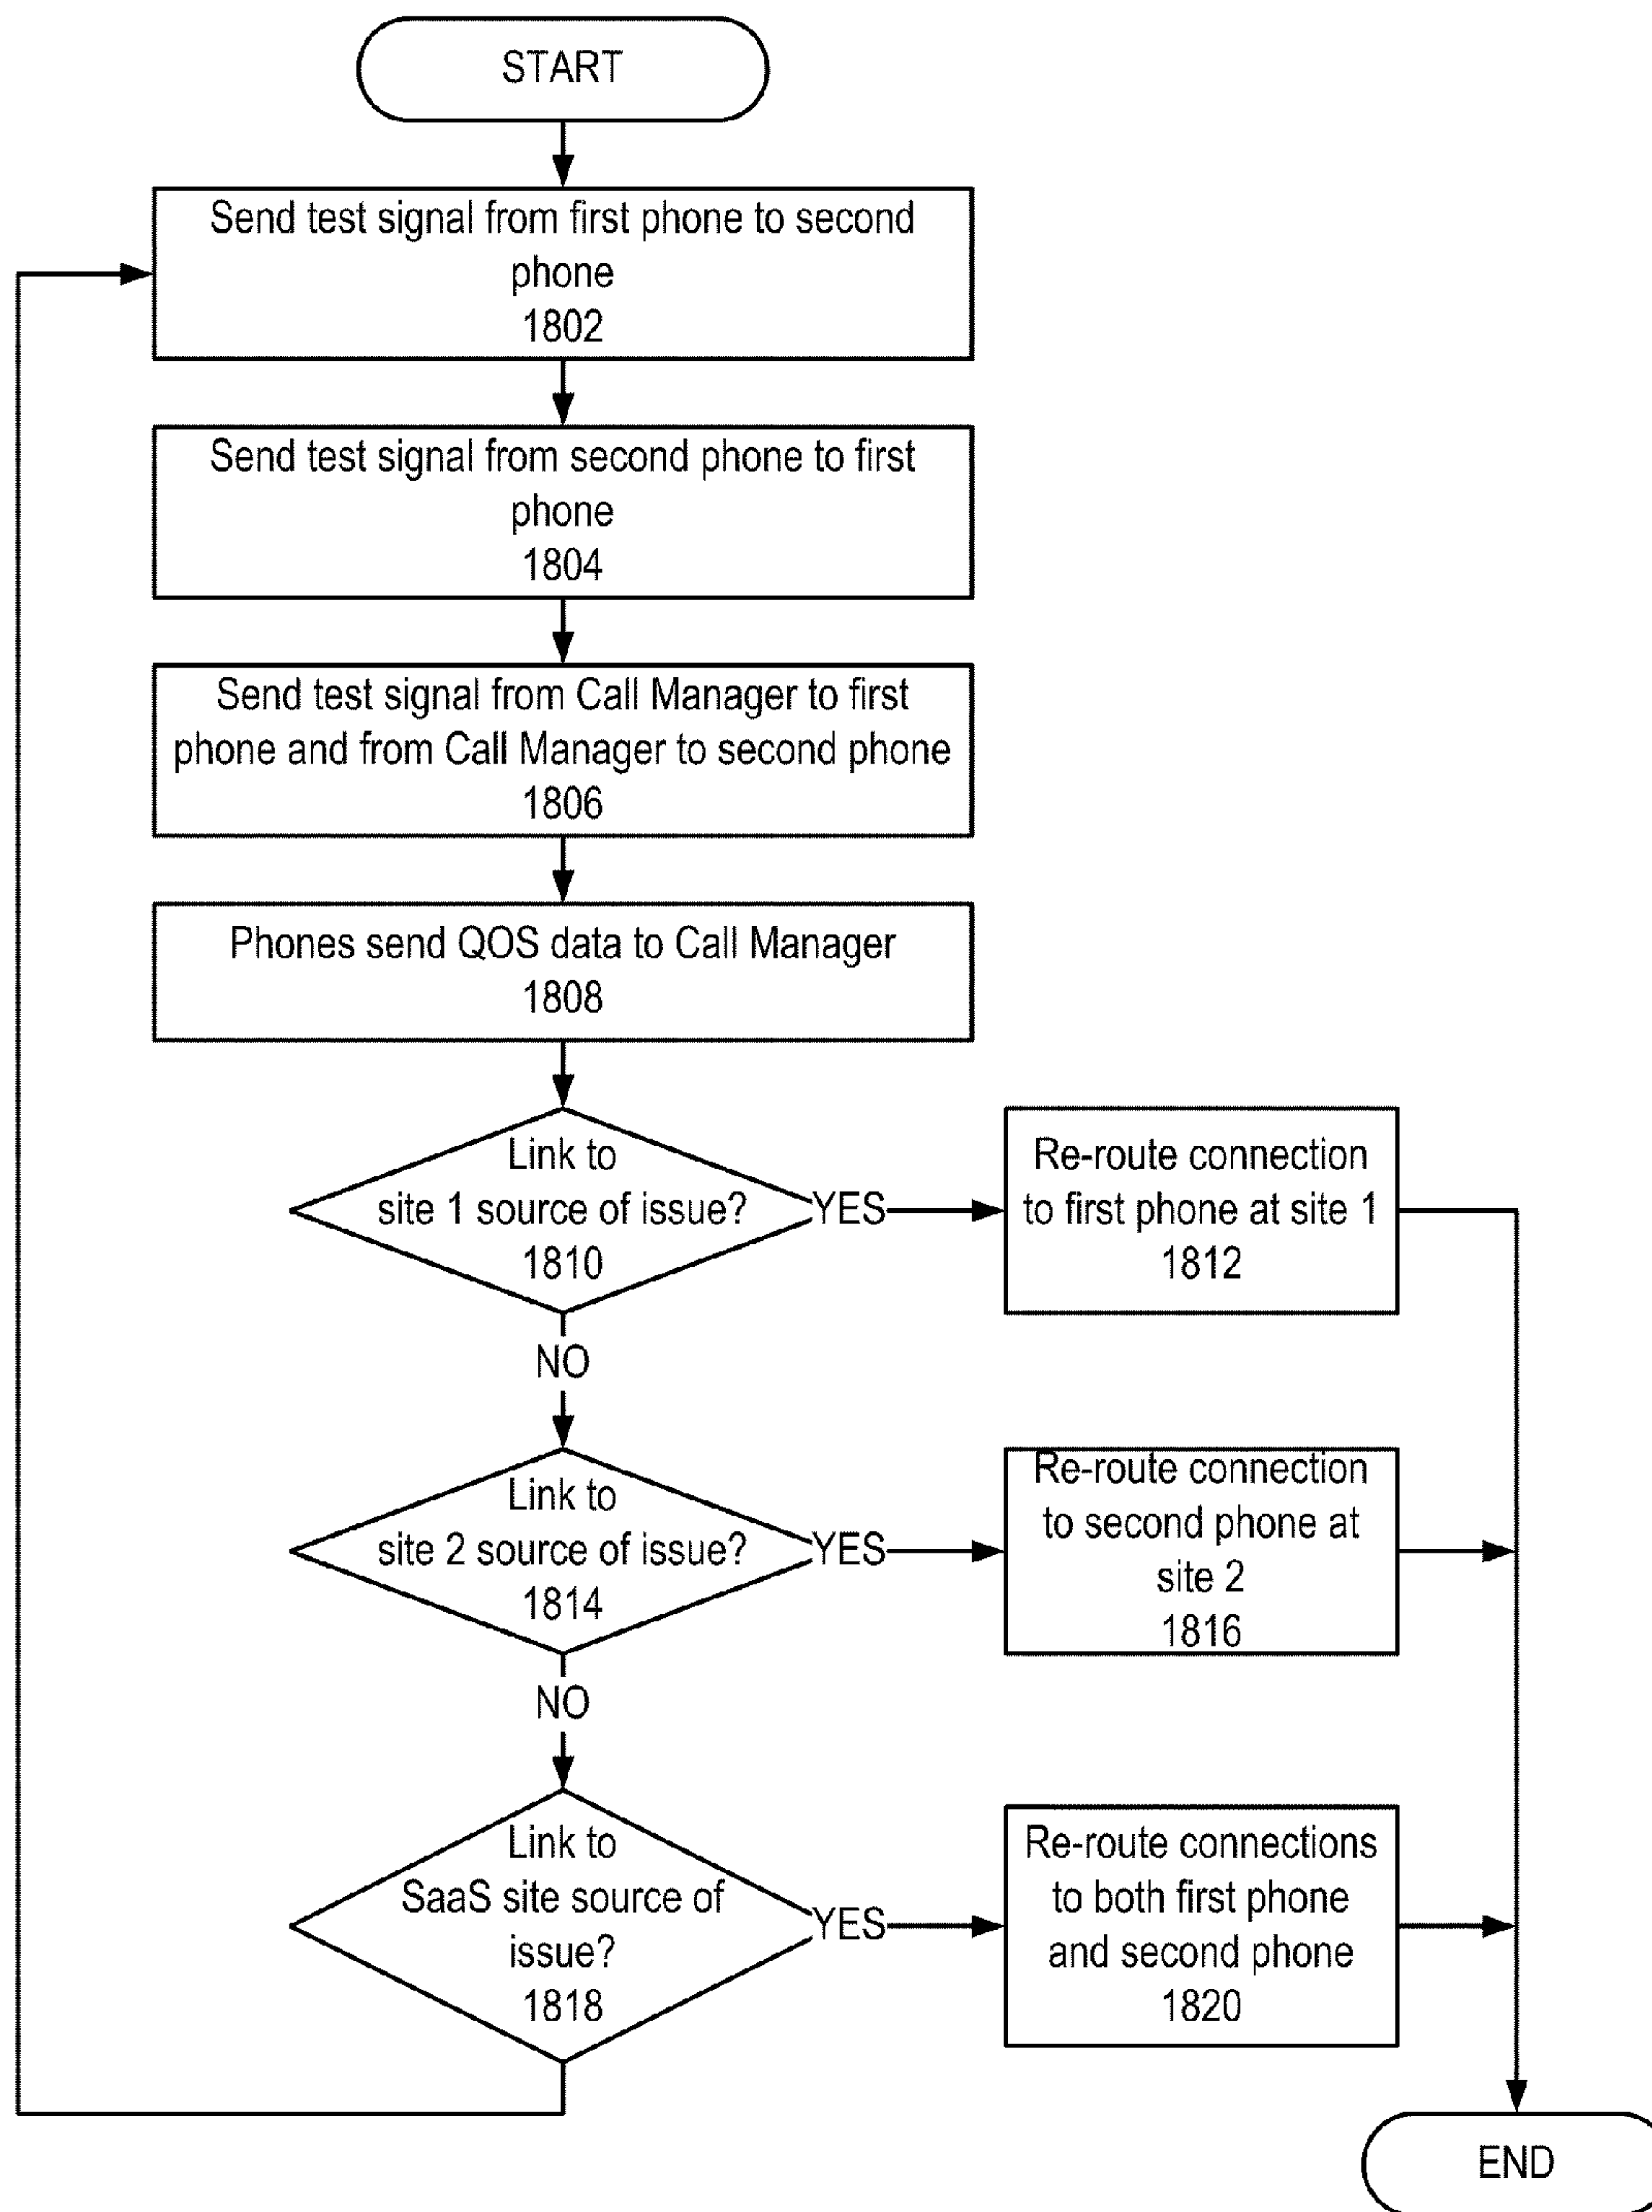 START
Send test signal from first phone to second
phone
1802
Send test signal from second phone to first
phone
1804
Send test signal from Call Manager to first
phone and from Call Manager to second phone
1806
Phones send QOS data to Call Manager
1808
Link to
site 1 source of issue?
1810
YES
Re-route connection
to first phone at site 1
1812
NO
Link to
site 2 source of issue?
1814
YES
Re-route connection
to second phone at
site 2
1816
NO
Link to
SaaS site source of
issue?
1818
YES
Re-route connections
to both first phone
and second phone
1820
END